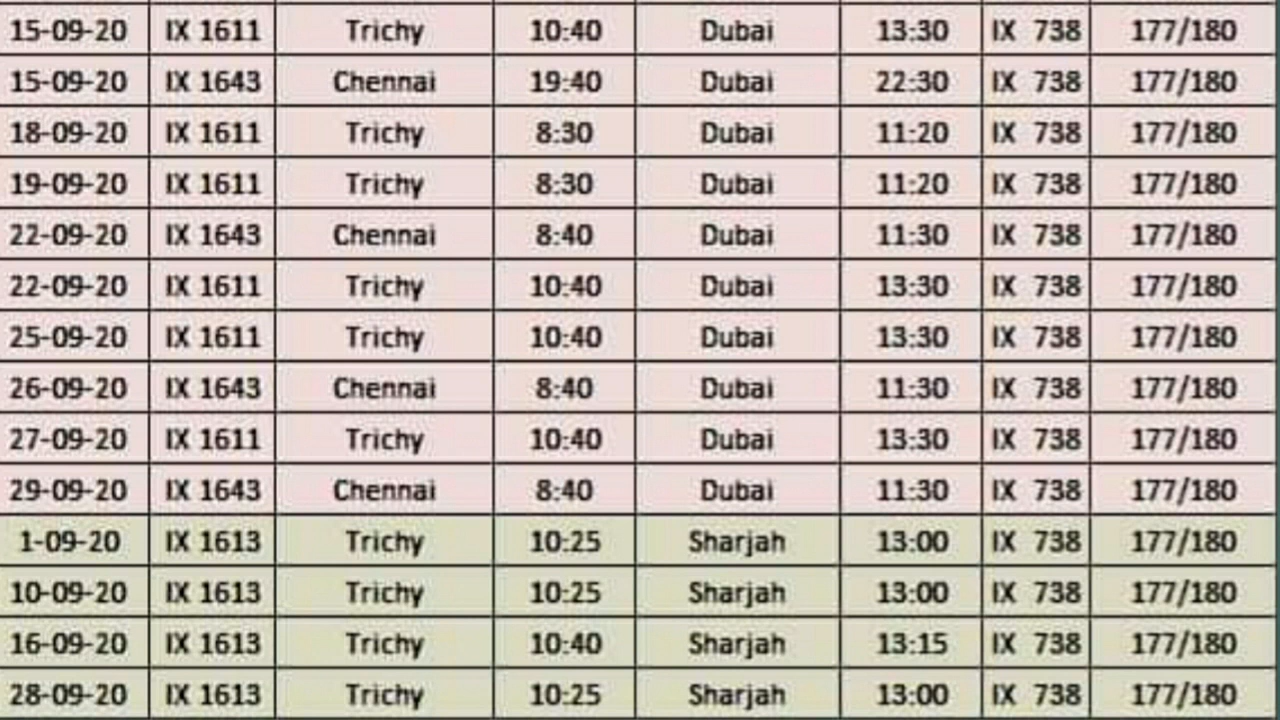 15-09-20 IX 1611 Trichy 10:40 Dubai 13:30 IX 738 177/180
15-09-20 IX 1643 Chennai 19:40 Dubai 22:30 IX 738 177/180
18-09-20 IX 1611 Trichy 8:30 Dubai 11:20 IX 738 177/180
19-09-20 IX 1611 Trichy 8:30 Dubai 11:20 IX 738 177/180
22-09-20 IX 1643 Chennai 8:40 Dubai 11:30 IX 738 177/180
22-09-20 IX 1611 Trichy 10:40 Dubai 13:30 IX 738 177/180
25-09-20 IX 1611 Trichy 10:40 Dubai 13:30 IX 738 177/180
26-09-20 IX 1643 Chennai 8:40 Dubai 11:30 IX 738 177/180
27-09-20 IX 1611 Trichy 10:40 Dubai 13:30 IX 738 177/180
29-09-20 IX 1643 Chennai 8:40 Dubai 11:30 IX 738 177/180
1-09-20 IX 1613 Trichy 10:25 Sharjah 13:00 IX 738 177/180
10-09-20 IX 1613 Trichy 10:25 Sharjah 13:00 IX 738 177/180
16-09-20 IX 1613 Trichy 10:40 Sharjah 13:15 IX 738 177/180
28-09-20 IX 1613 Trichy 10:25 Sharjah 13:00 IX 738 177/180